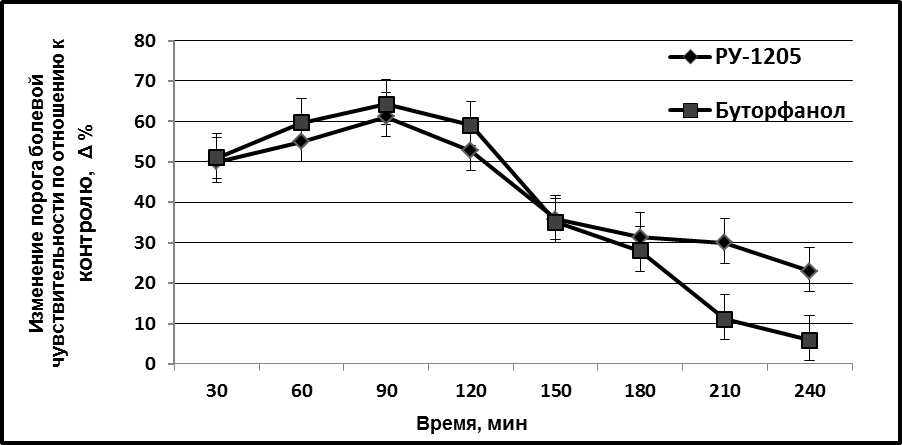 Изменение порога болевой
чувствительности по отношению к
контролю, Δ %
80
70
60
50
40
30
20
10
0
РУ-1205
Буторфанол
30 60 90 120 150 180 210 240
Время, мин